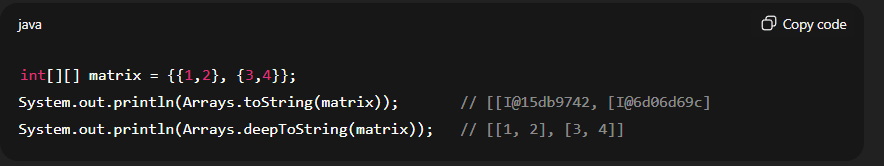 java
Copy code
int[][] matrix = {{1,2}, {3,4}};
System.out.println(Arrays.toString(matrix));        // [[I@15db9742, [I@6d06d69c]
System.out.println(Arrays.deepToString(matrix));   // [[1, 2], [3, 4]]